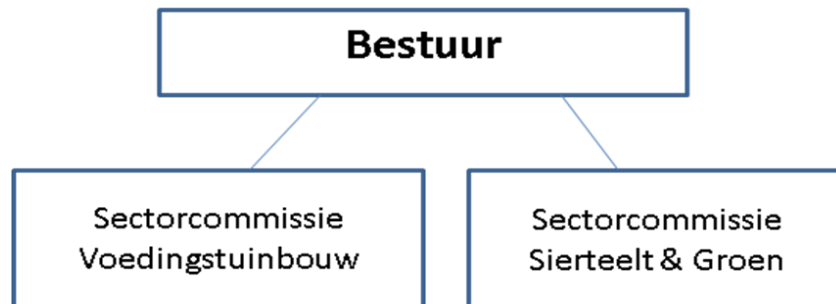 Bestuur
Sectorcommissie
Voedingstuinbouw
Sectorcommissie
Sierteelt & Groen